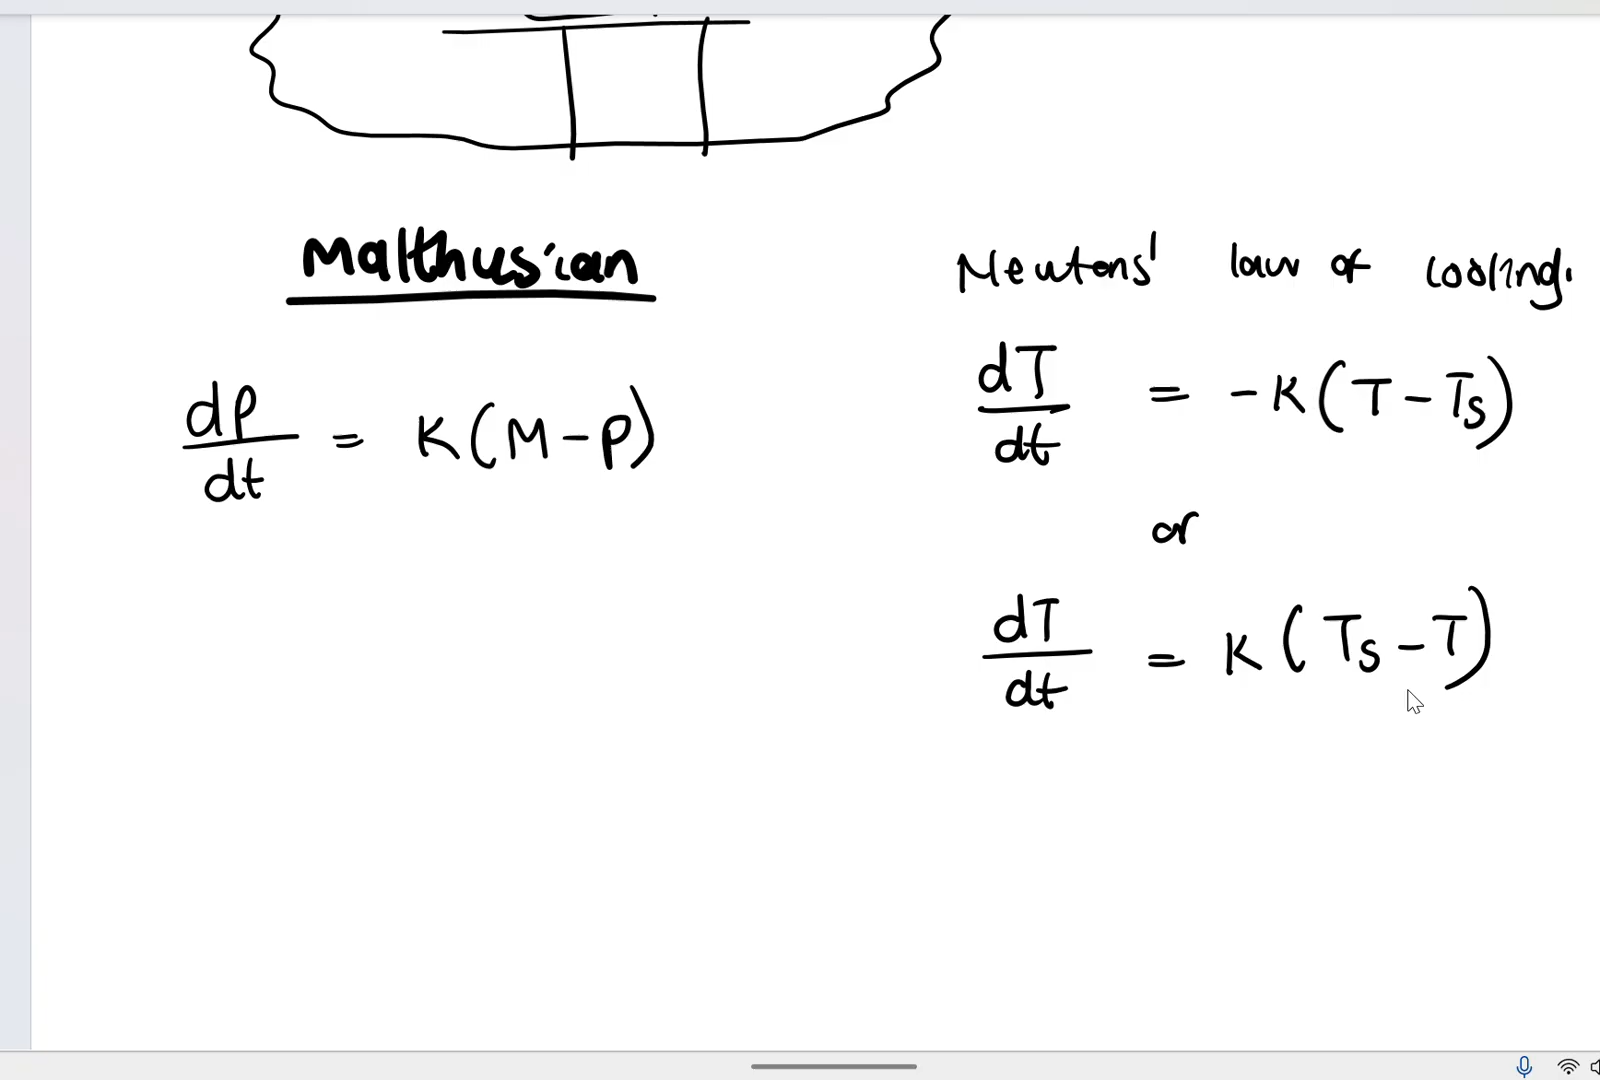 Malthusian
dP/dt = K(M-P)
Newtons' law of cooling.
dT/dt = -K(T-Ts)
or
dT/dt = K(Ts-T)